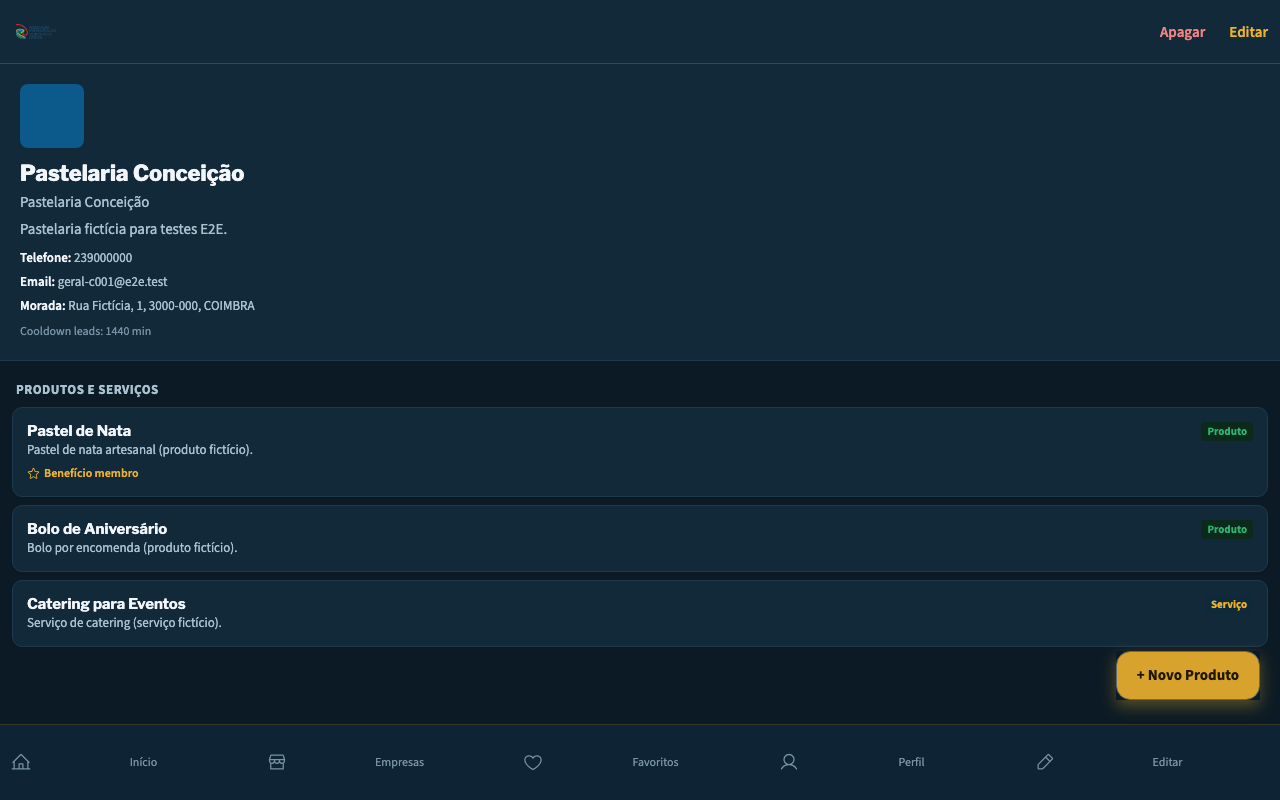 Apagar Editar
Pastelaria Conceição
Pastelaria Conceição
Pastelaria fictícia para testes E2E.
Telefone: 239000000
Email: geral-c001@e2e.test
Morada: Rua Fictícia, 1, 3000-000, COIMBRA
Cooldown leads: 1440 min
PRODUTOS E SERVIÇOS
Pastel de Nata Produto
Pastel de nata artesanal (produto fictício).
Benefício membro
Bolo de Aniversário Produto
Bolo por encomenda (produto fictício).
Catering para Eventos Serviço
Serviço de catering (serviço fictício).
+ Novo Produto
Início Empresas Favoritos Perfil Editar